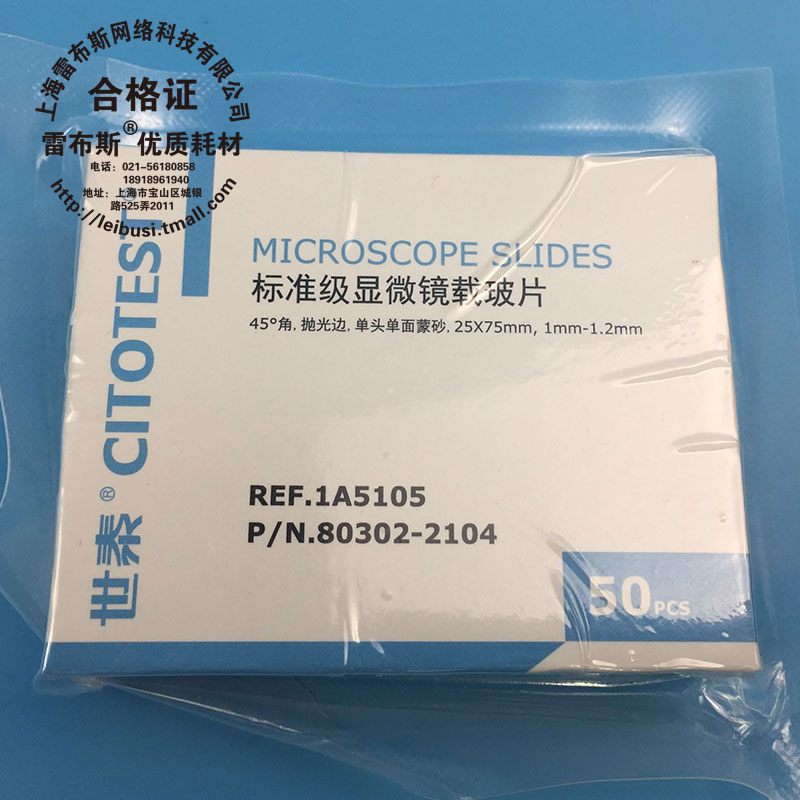 上海雷布斯网络科技有限公司
合格证
雷布斯®优质耗材
电话：021-56180858
18918961940
地址：上海市宝山区城银
路525弄2011
http://leibusi.tmall.com
世泰® CITOTEST
MICROSCOPE SLIDES
标准级显微镜载玻片
45°角, 抛光边, 单头单面蒙砂, 25X75mm, 1mm-1.2mm
REF.1A5105
P/N.80302-2104
50 PCS